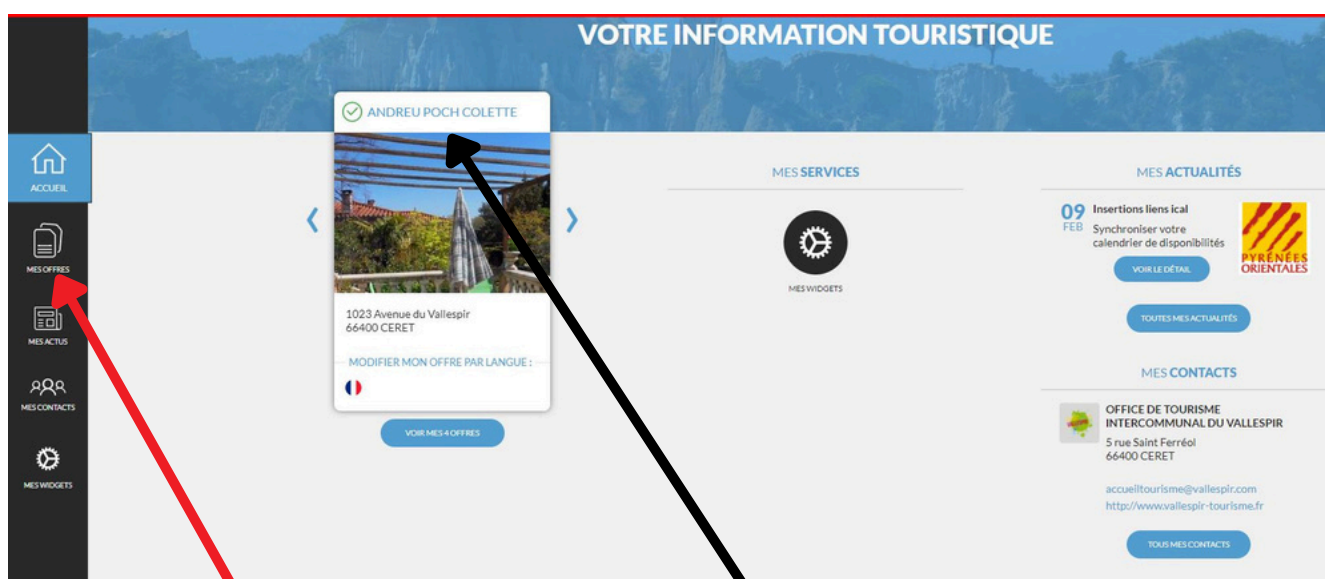 VOTRE INFORMATION TOURISTIQUE
ACCUEIL
MES OFFRES
MES ACTUS
MES CONTACTS
MES WIDGETS
ANDREU POCH COLETTE
1023 Avenue du Vallespir
66400 CERET
MODIFIER MON OFFRE PAR LANGUE :
VOIR MES 4 OFFRES
MES SERVICES
MES WIDGETS
MES ACTUALITÉS
09
FEB
Insertions liens ical
Synchroniser votre
calendrier de disponibilités
VOIR LE DÉTAIL
PYRÉNÉES
ORIENTALES
TOUTES MES ACTUALITÉS
MES CONTACTS
OFFICE DE TOURISME
INTERCOMMUNAL DU VALLESPIR
5 rue Saint Ferréol
66400 CERET
accueiltourisme@vallespir.com
http://www.vallespir-tourisme.fr
TOUS MES CONTACTS